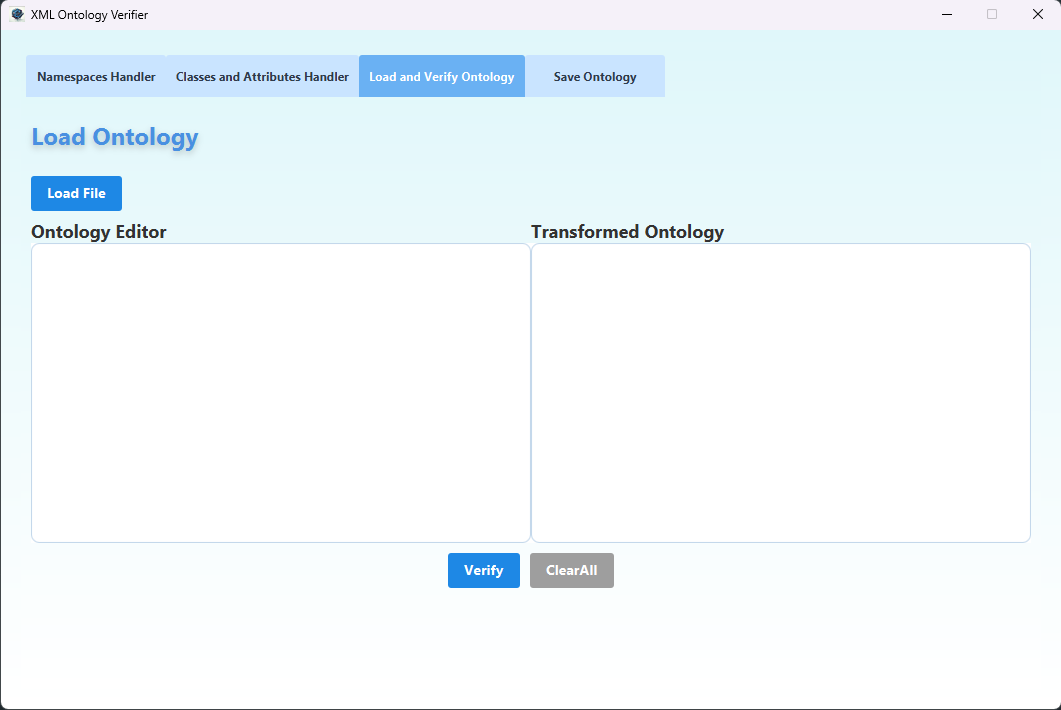 XML Ontology Verifier
Namespaces Handler Classes and Attributes Handler Load and Verify Ontology Save Ontology
Load Ontology
Load File
Ontology Editor Transformed Ontology
Verify ClearAll